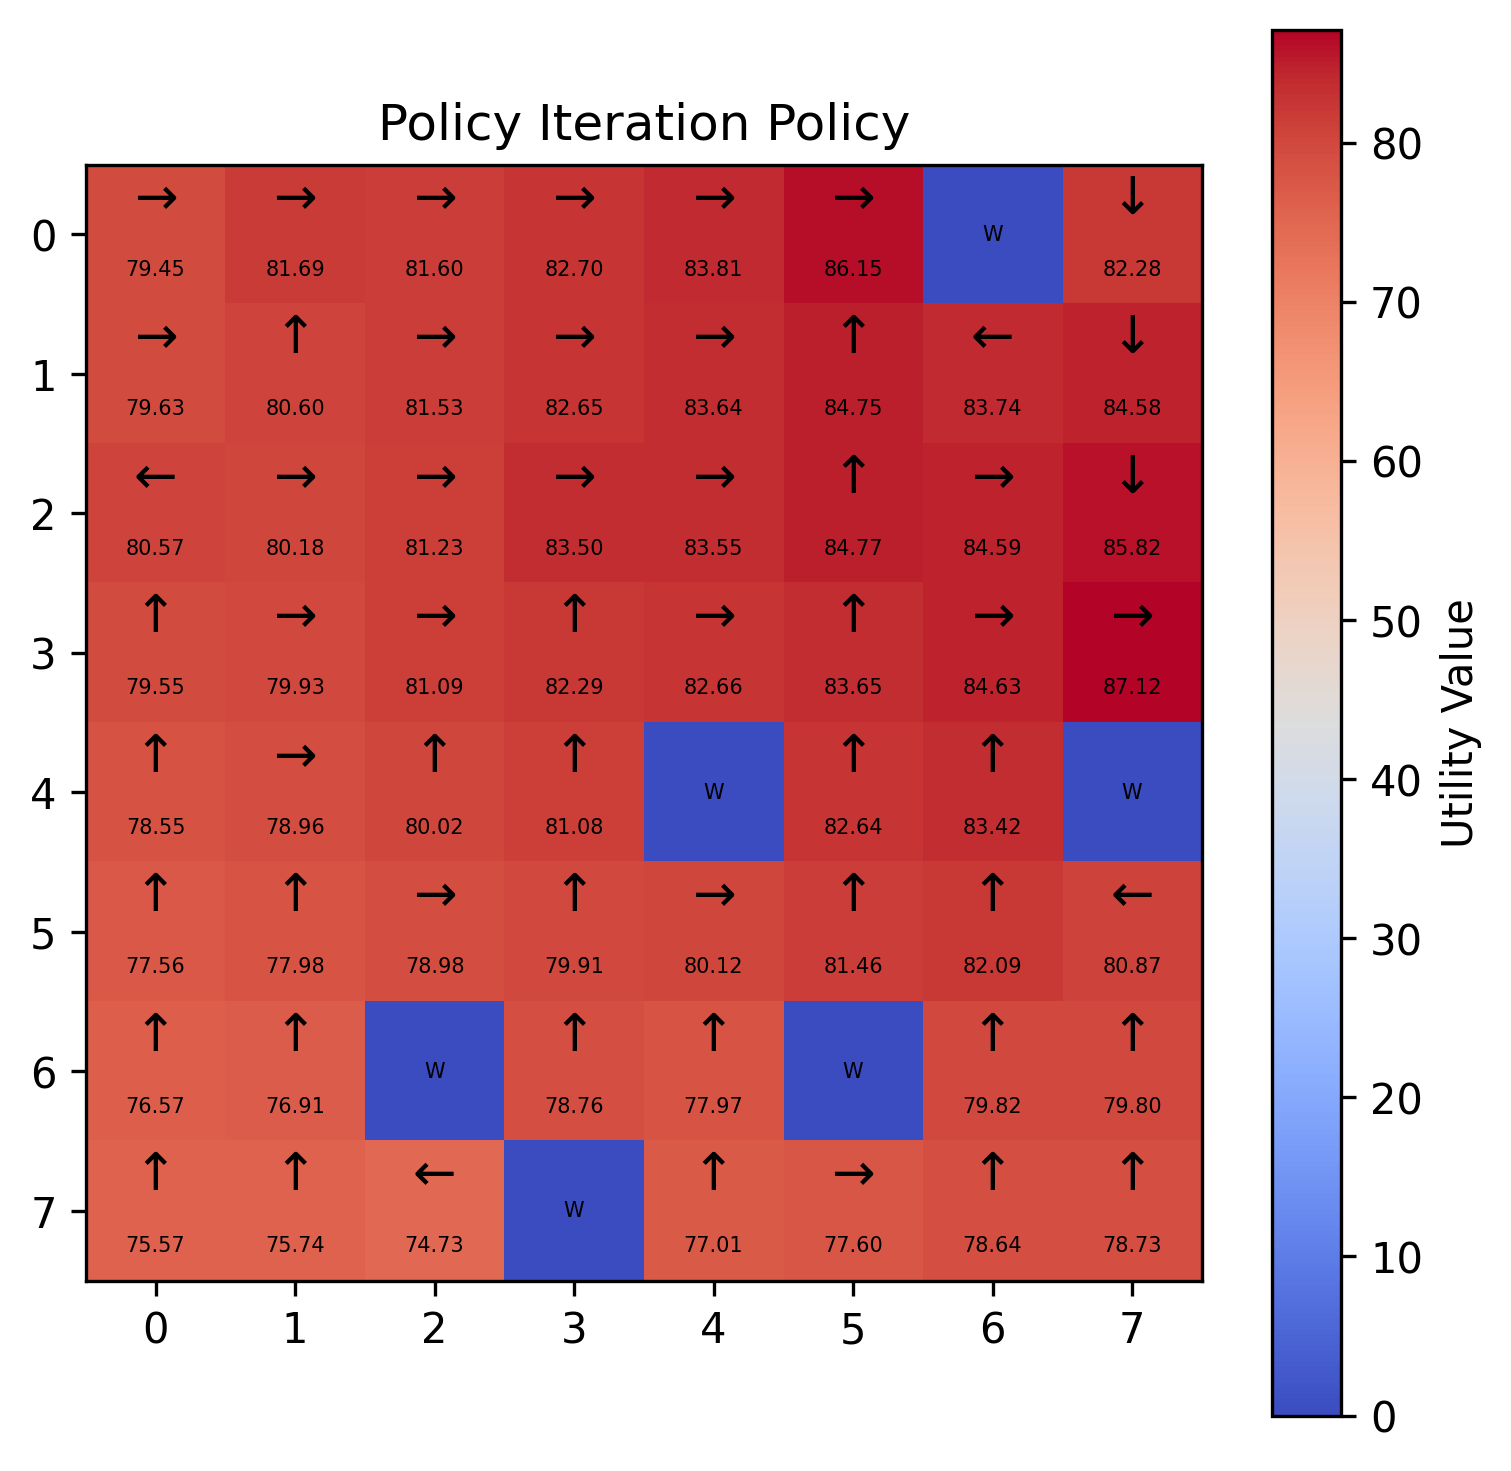 Policy Iteration Policy
→ → → → → → W ↓
0 79.45 81.69 81.60 82.70 83.81 86.15 82.28
→ ↑ → → → ↑ ← ↓
1 79.63 80.60 81.53 82.65 83.64 84.75 83.74 84.58
← → → → → ↑ → ↓
2 80.57 80.18 81.23 83.50 83.55 84.77 84.59 85.82
↑ → → ↑ → ↑ → →
3 79.55 79.93 81.09 82.29 82.66 83.65 84.63 87.12
↑ → ↑ ↑ W ↑ ↑ W
4 78.55 78.96 80.02 81.08 82.64 83.42
↑ ↑ → ↑ → ↑ ↑ ←
5 77.56 77.98 78.98 79.91 80.12 81.46 82.09 80.87
↑ ↑ W ↑ ↑ W ↑ ↑
6 76.57 76.91 78.76 77.97 79.82 79.80
↑ ↑ ← W ↑ → ↑ ↑
7 75.57 75.74 74.73 77.01 77.60 78.64 78.73
0 1 2 3 4 5 6 7
80
70
60
50
40
30
20
10
0
Utility Value